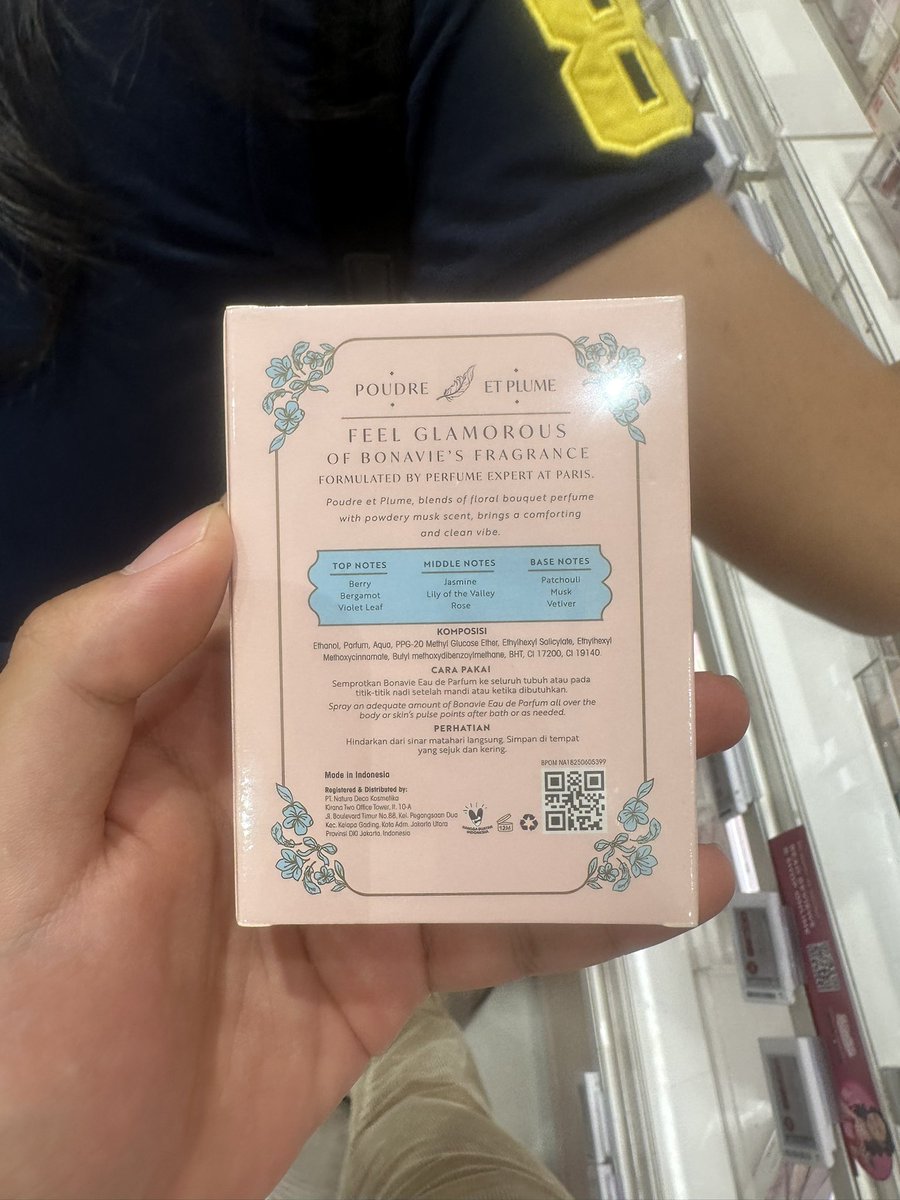 POUDRE ET PLUME
FEEL GLAMOROUS
OF BONAVIE'S FRAGRANCE
FORMULATED BY PERFUME EXPERT AT PARIS.
Poudre et Plume, blends of floral bouquet perfume
with powdery musk scent, brings a comforting
and clean vibe.
TOP NOTES
Berry
Bergamot
Violet Leaf
MIDDLE NOTES
Jasmine
Lily of the Valley
Rose
BASE NOTES
Patchouli
Musk
Vetiver
KOMPOSISI
Ethanol, Parfum, Aqua, PPG-20 Methyl Glucose Ether, Ethylhexyl Salicylate, Ethylhexyl
Methoxycinnamate, Butyl methoxydibenzoylmethane, BHT, CI 17200, CI 19140.
CARA PAKAI
Semprotkan Bonavie Eau de Parfum ke seluruh tubuh atau pada
titik-titik nadi setelah mandi atau ketika dibutuhkan.
Spray an adequate amount of Bonavie Eau de Parfum all over the
body or skin's pulse points after bath or as needed.
PERHATIAN
Hindarkan dari sinar matahari langsung. Simpan di tempat
yang sejuk dan kering.
BPOM NA18250605399
Made in Indonesia
Registered & Distributed by:
PT. Natura Deca Kosmetika
Kirana Two Office Tower, lt. 10-A
Jl. Boulevard Timur No.88, Kel. Pegangsaan Dua
Kec. Kelapa Gading, Kota Adm. Jakarta Utara
Provinsi DKI Jakarta, Indonesia
BANGGA BUATAN
INDONESIA
12M